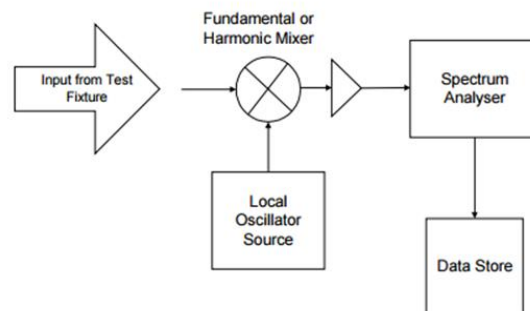 Fundamental or
Harmonic Mixer
Input from Test
Fixture
Spectrum
Analyser
Local
Oscillator
Source
Data Store